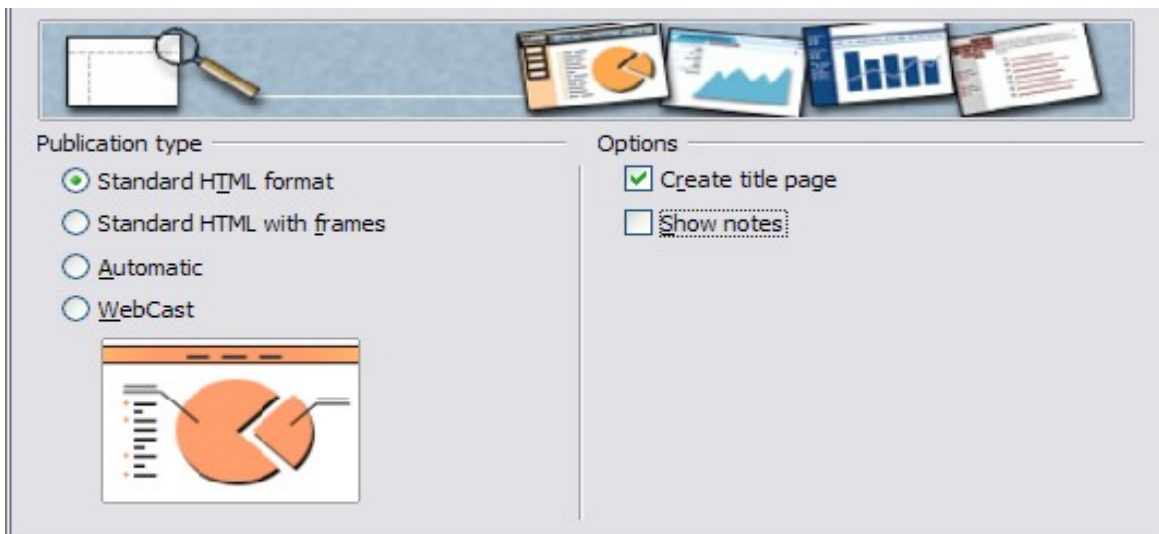 Publication type
Standard HTML format
Standard HTML with frames
Automatic
WebCast
Options
Create title page
Show notes